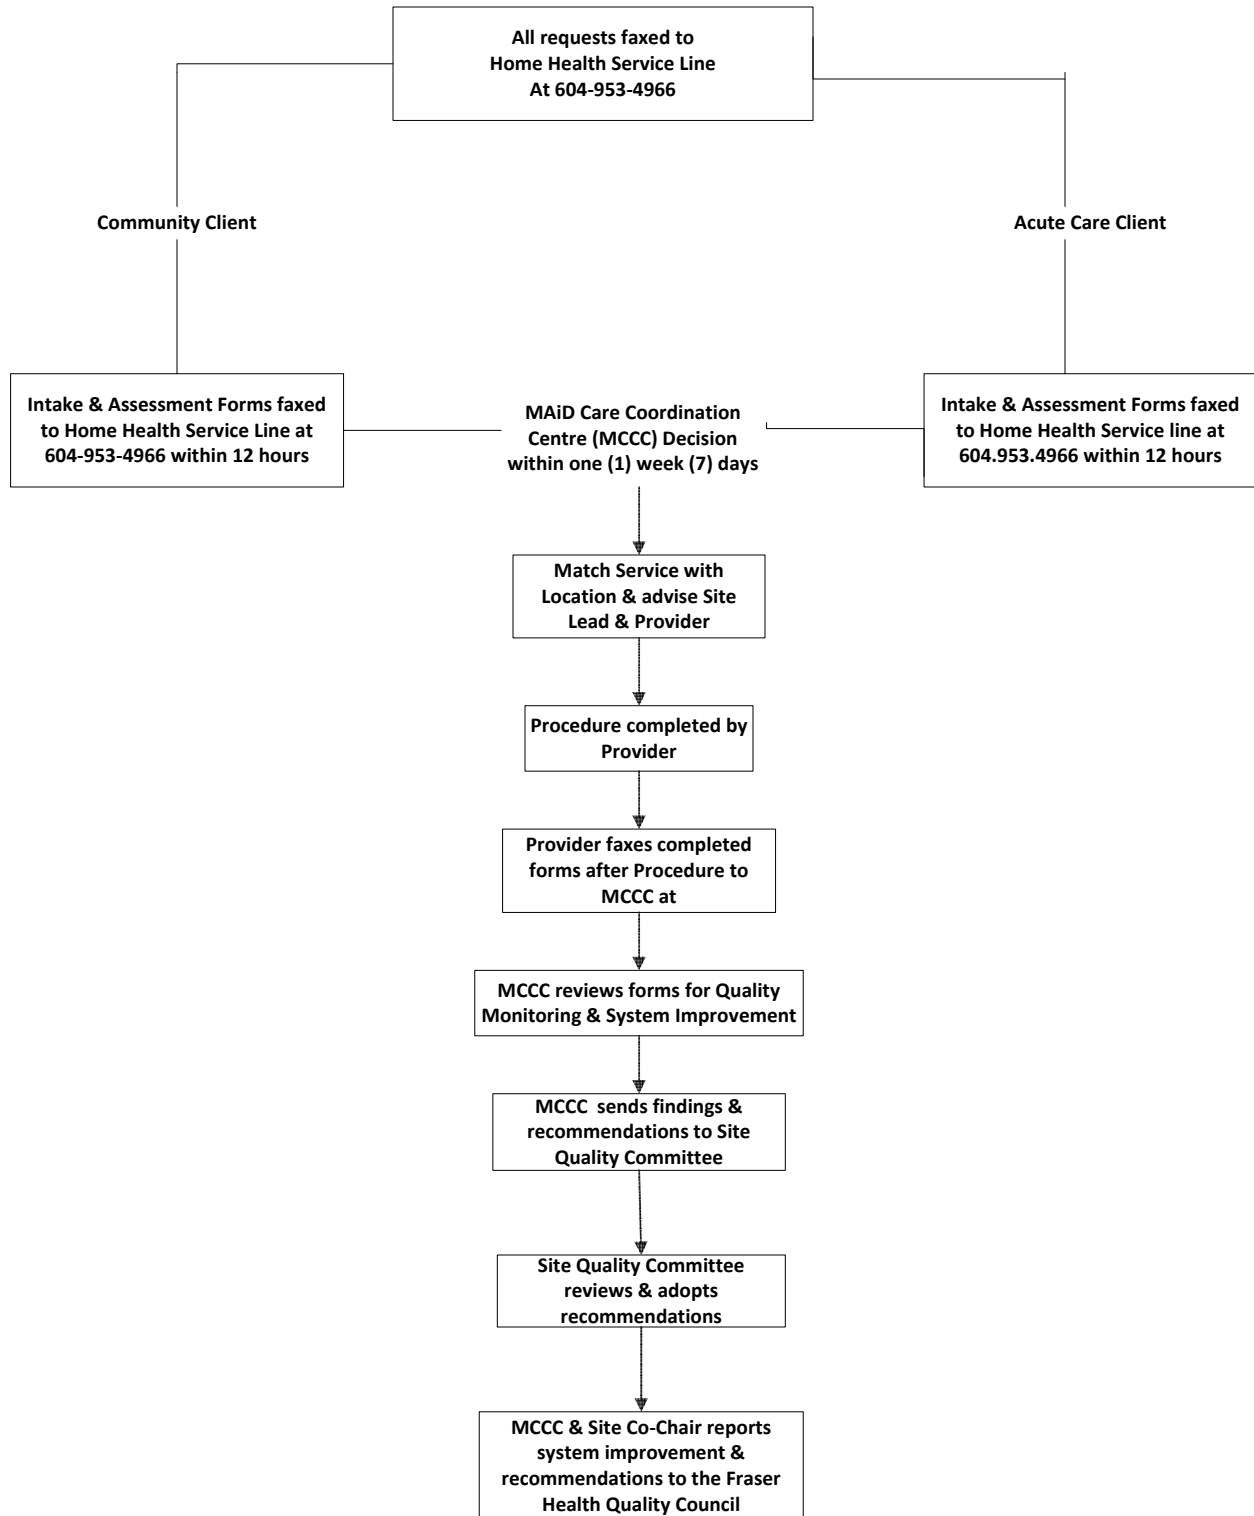 All requests faxed to
Home Health Service Line
At 604-953-4966
Community Client
Acute Care Client
Intake & Assessment Forms faxed
to Home Health Service Line at
604-953-4966 within 12 hours
MAiD Care Coordination
Centre (MCCC) Decision
within one (1) week (7) days
Intake & Assessment Forms faxed
to Home Health Service line at
604.953.4966 within 12 hours
Match Service with
Location & advise Site
Lead & Provider
Procedure completed by
Provider
Provider faxes completed
forms after Procedure to
MCCC at
MCCC reviews forms for Quality
Monitoring & System Improvement
MCCC sends findings &
recommendations to Site
Quality Committee
Site Quality Committee
reviews & adopts
recommendations
MCCC & Site Co-Chair reports
system improvement &
recommendations to the Fraser
Health Quality Council